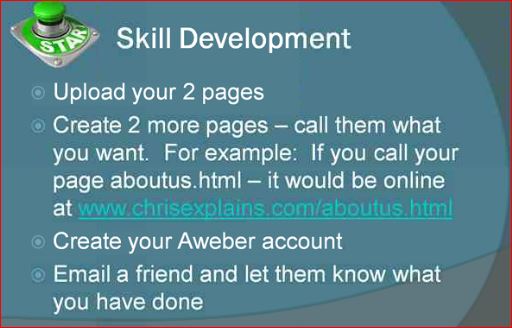 START
Skill Development
Upload your 2 pages
Create 2 more pages – call them what
you want.  For example:  If you call your
page aboutus.html – it would be online
at www.chrisexplains.com/aboutus.html
Create your Aweber account
Email a friend and let them know what
you have done